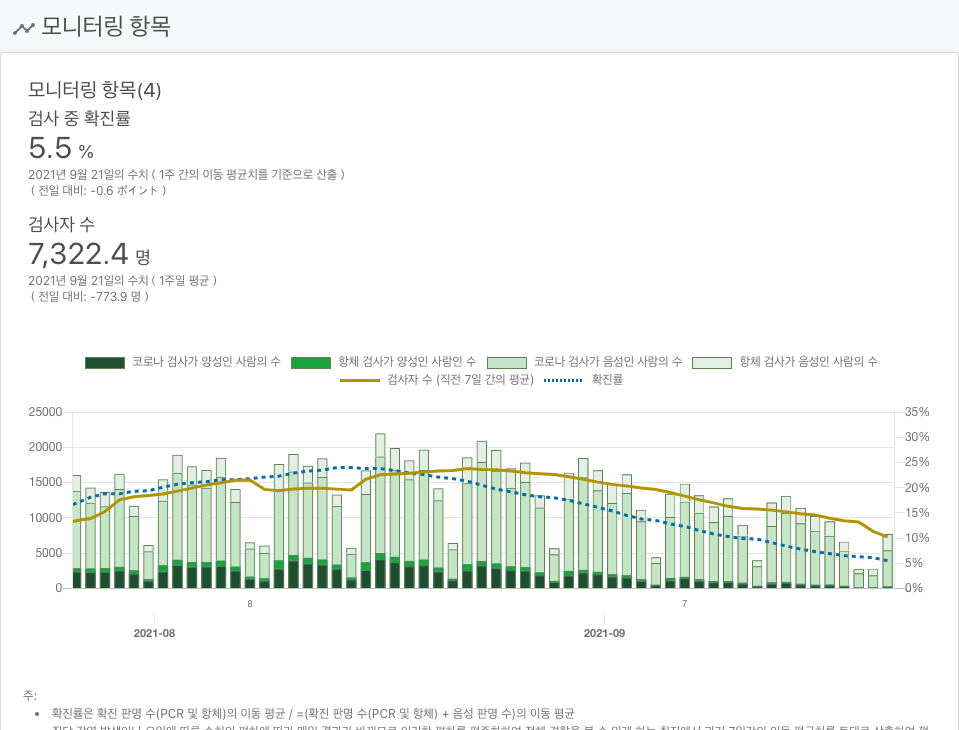 모니터링 항목
모니터링 항목(4)
검사 중 확진률
5.5 %
2021년 9월 21일의 수치 ( 1주 간의 이동 평균치를 기준으로 산출 )
( 전일 대비: -0.6 ポイント )
검사자 수
7,322.4 명
2021년 9월 21일의 수치 ( 1주일 평균 )
( 전일 대비: -773.9 명 )
코로나 검사가 양성인 사람의 수 항체 검사가 양성인 사람인 수 코로나 검사가 음성인 사람의 수 항체 검사가 음성인 사람의 수
검사자 수 (직전 7일 간의 평균) 확진률
25000 35%
30%
20000
25%
15000 20%
15%
10000
10%
5000
5%
0 0%
8 7
2021-08 2021-09
주:
• 확진률은 확진 판명 수(PCR 및 항체)의 이동 평균 / =(확진 판명 수(PCR 및 항체) + 음성 판명 수)의 이동 평균